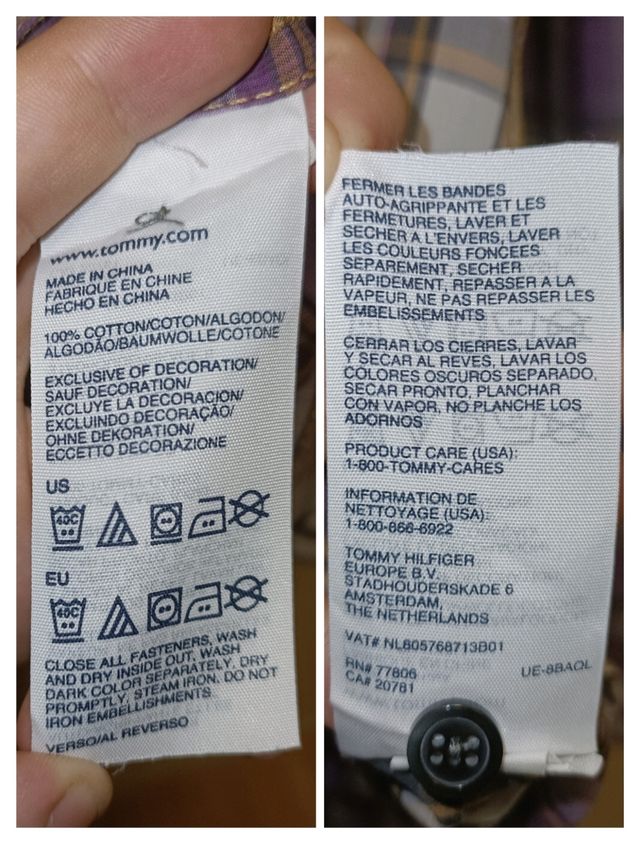 www.tommy.com
MADE IN CHINA
FABRIQUE EN CHINE
HECHO EN CHINA
100% COTTON/COTON/ALGODON/
ALGODÃO/BAUMWOLLE/COTONE
EXCLUSIVE OF DECORATION/
SAUF DECORATION/
EXCLUYE LA DECORACION/
EXCLUINDO DECORAÇÃO/
OHNE DEKORATION/
ECCETTO DECORAZIONE
US
40C
EU
40C
CLOSE ALL FASTENERS, WASH
AND DRY INSIDE OUT, WASH
DARK COLOR SEPARATELY, DRY
PROMPTLY, STEAM IRON. DO NOT
IRON EMBELLISHMENTS
VERSO/AL REVERSO
FERMER LES BANDES
AUTO-AGRIPPANTE ET LES
FERMETURES, LAVER ET
SECHER A L'ENVERS, LAVER
LES COULEURS FONCEES
SEPAREMENT, SECHER
RAPIDEMENT, REPASSER A LA
VAPEUR, NE PAS REPASSER LES
EMBELISSEMENTS
CERRAR LOS CIERRES, LAVAR
Y SECAR AL REVES, LAVAR LOS
COLORES OSCUROS SEPARADO,
SECAR PRONTO, PLANCHAR
CON VAPOR, NO PLANCHE LOS
ADORNOS
PRODUCT CARE (USA):
1-800-TOMMY-CARES
INFORMATION DE
NETTOYAGE (USA):
1-800-866-6922
TOMMY HILFIGER
EUROPE B.V.
STADHOUDERSKADE 6
AMSTERDAM,
THE NETHERLANDS
VAT# NL805768713B01
RN# 77806
CA# 20781
UE-8BAOL